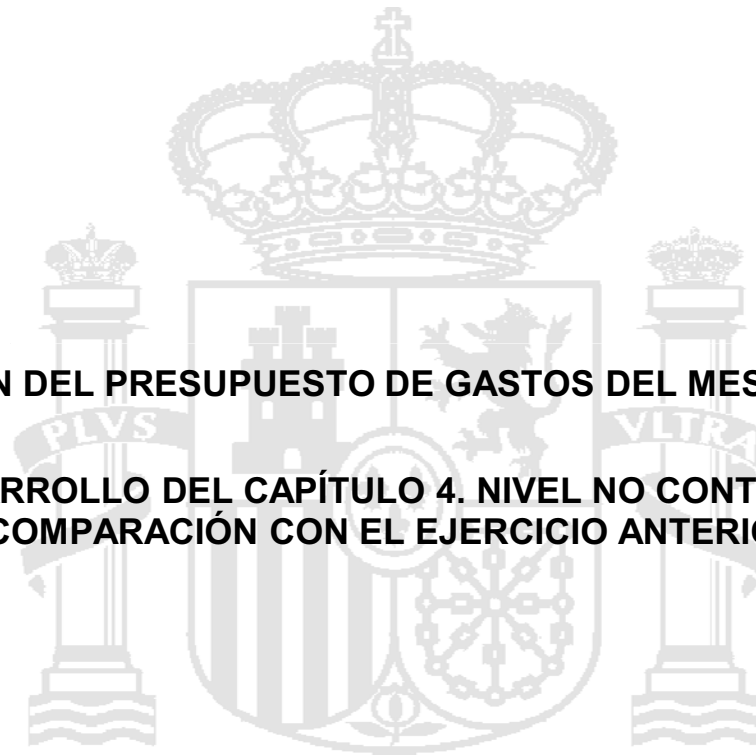 N DEL PRESUPUESTO DE GASTOS DEL MES
PLVS
VLTRA
RROLLO DEL CAPÍTULO 4. NIVEL NO CONT
COMPARACIÓN CON EL EJERCICIO ANTERI